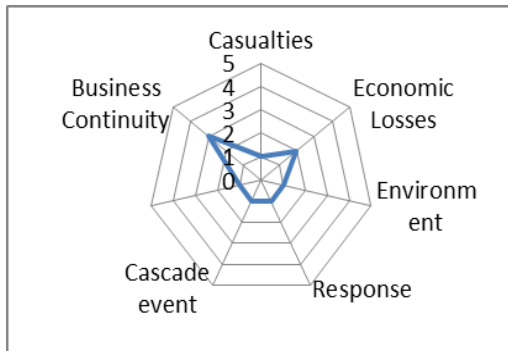 Casualties
5
4
3
2
1
0
Economic
Losses
Environm
ent
Response
Cascade
event
Business
Continuity